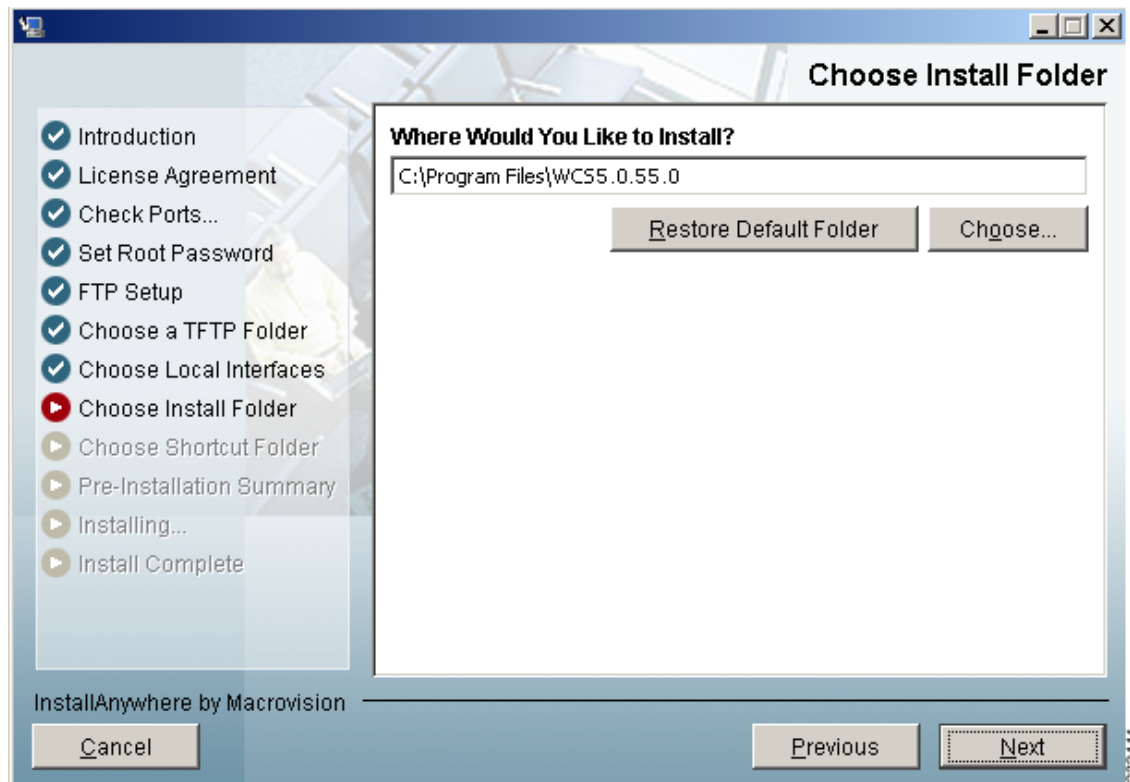 Choose Install Folder
Introduction
License Agreement
Check Ports...
Set Root Password
FTP Setup
Choose a TFTP Folder
Choose Local Interfaces
Choose Install Folder
Choose Shortcut Folder
Pre-Installation Summary
Installing...
Install Complete
Where Would You Like to Install?
C:\Program Files\WCS5.0.55.0
Restore Default Folder
Choose...
InstallAnywhere by Macrovision
Cancel
Previous
Next